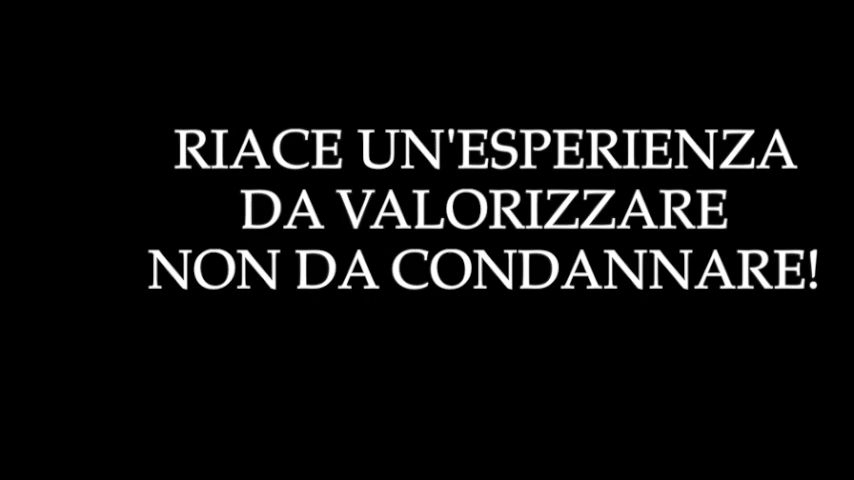 RIACE UN'ESPERIENZA
DA VALORIZZARE
NON DA CONDANNARE!